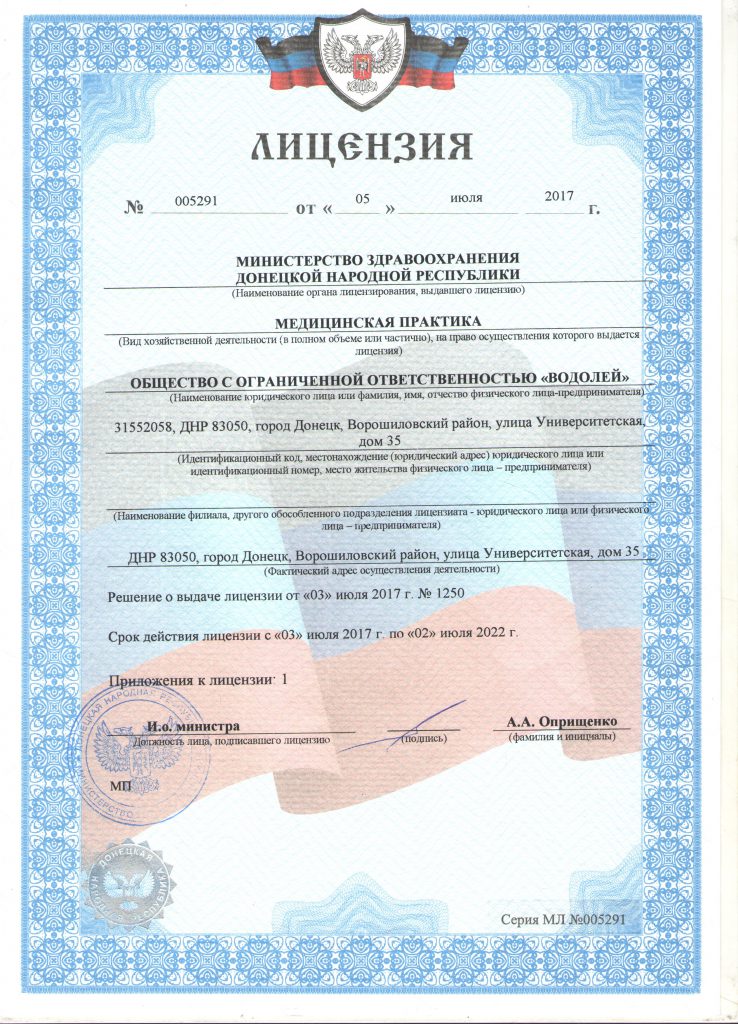 ЛИЦЕНЗИЯ
№ 005291 от « 05 » июля 2017 г.
МИНИСТЕРСТВО ЗДРАВООХРАНЕНИЯ
ДОНЕЦКОЙ НАРОДНОЙ РЕСПУБЛИКИ
(Наименование органа лицензирования, выдавшего лицензию)
МЕДИЦИНСКАЯ ПРАКТИКА
(Вид хозяйственной деятельности (в полном объеме или частично), на право осуществления которого выдается
лицензия)
ОБЩЕСТВО С ОГРАНИЧЕННОЙ ОТВЕТСТВЕННОСТЬЮ «ВОДОЛЕЙ»
(Наименование юридического лица или фамилия, имя, отчество физического лица-предпринимателя)
31552058, ДНР 83050, город Донецк, Ворошиловский район, улица Университетская,
дом 35
(Идентификационный код, местонахождение (юридический адрес) юридического лица или
идентификационный номер, место жительства физического лица – предпринимателя)
(Наименование филиала, другого обособленного подразделения лицензиата - юридического лица или физического
лица – предпринимателя)
ДНР 83050, город Донецк, Ворошиловский район, улица Университетская, дом 35
(Фактический адрес осуществления деятельности)
Решение о выдаче лицензии от «03» июля 2017 г. № 1250
Срок действия лицензии с «03» июля 2017 г. по «02» июля 2022 г.
Приложения к лицензии: 1
И.о. министра А.А. Оприщенко
Должность лица, подписавшего лицензию (подпись) (фамилия и инициалы)
МП
ДОНЕЦКАЯ НАРОДНАЯ
МИНИСТЕРСТВО
ДОНЕЦКАЯ
Серия МЛ №005291